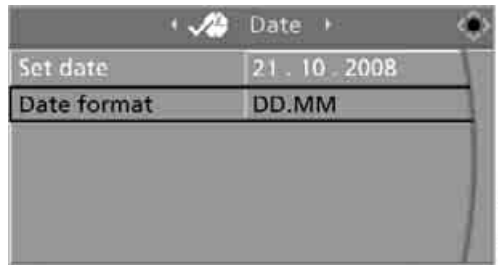 Date
Set date 21 . 10 . 2008
Date format DD.MM